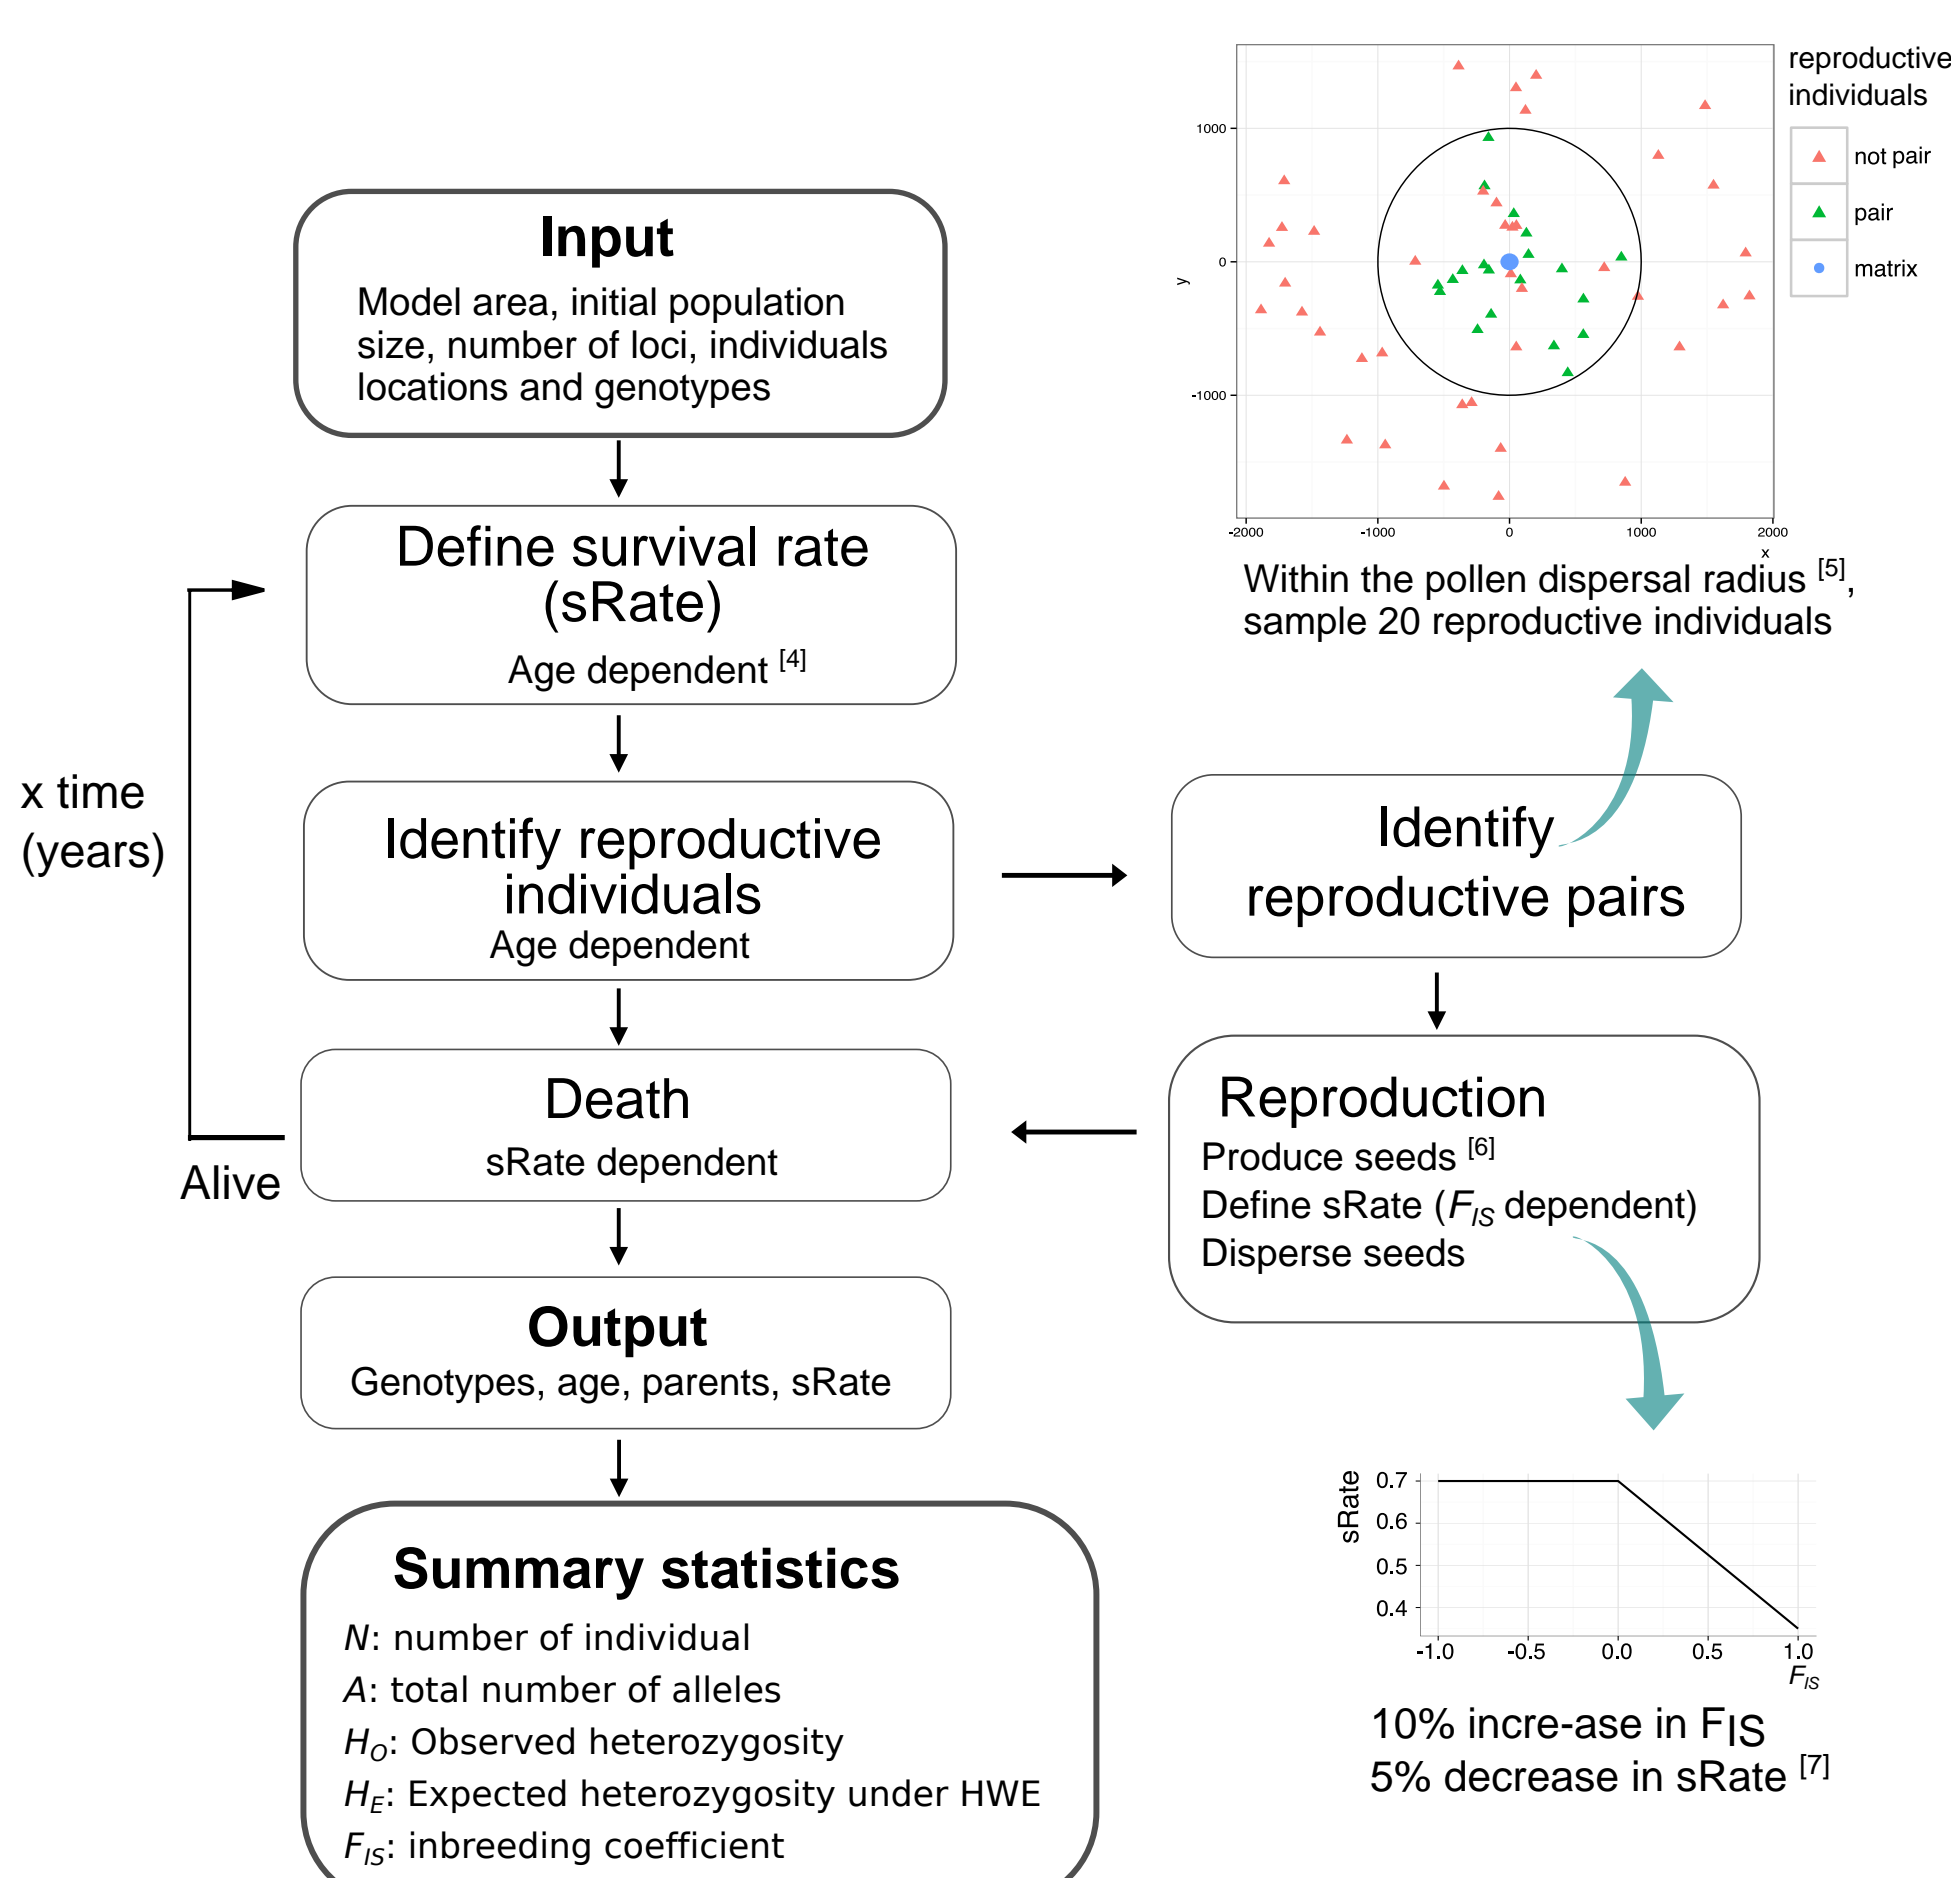 Input
Model area, initial population
size, number of loci, individuals
locations and genotypes
Define survival rate
(sRate)
Age dependent [4]
x time
(years)
Identify reproductive
individuals
Age dependent
Death
sRate dependent
Alive
Output
Genotypes, age, parents, sRate
Summary statistics
N: number of individual
A: total number of alleles
HO: Observed heterozygosity
HE: Expected heterozygosity under HWE
FIS: inbreeding coefficient
reproductive
individuals
not pair
pair
matrix
1000
0
-1000
y
-2000
-1000
0
1000
2000
x
Within the pollen dispersal radius [5],
sample 20 reproductive individuals
Identify
reproductive pairs
Reproduction
Produce seeds [6]
Define sRate (FIS dependent)
Disperse seeds
sRate
0.7
0.6
0.5
0.4
-1.0
-0.5
0.0
0.5
1.0
FIS
10% incre-ase in FIS
5% decrease in sRate [7]